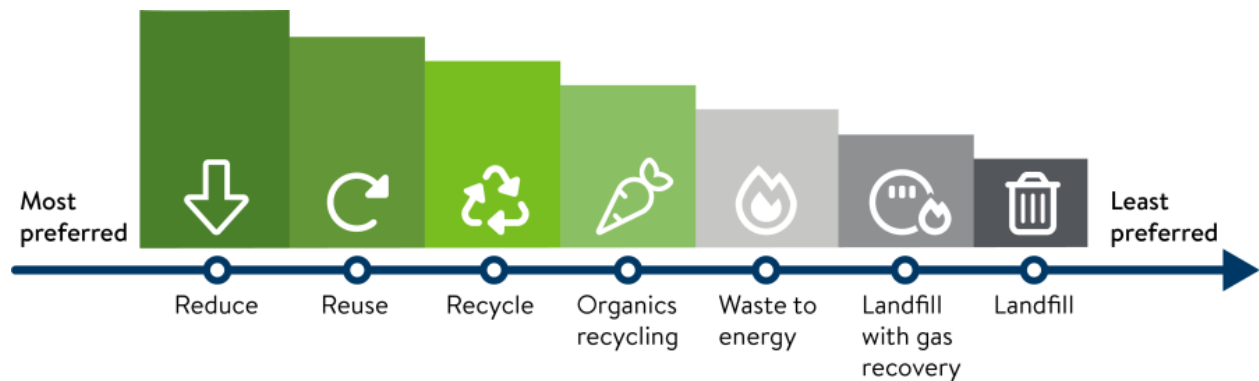 Most
preferred
Least
preferred
Reduce
Reuse
Recycle
Organics
recycling
Waste to
energy
Landfill
with gas
recovery
Landfill